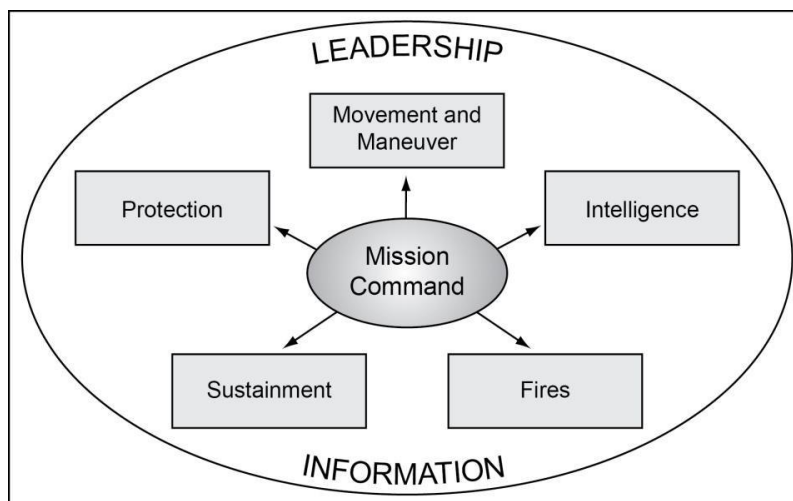 LEADERSHIP
Movement and
Maneuver
Protection
Intelligence
Mission
Command
Sustainment
Fires
INFORMATION